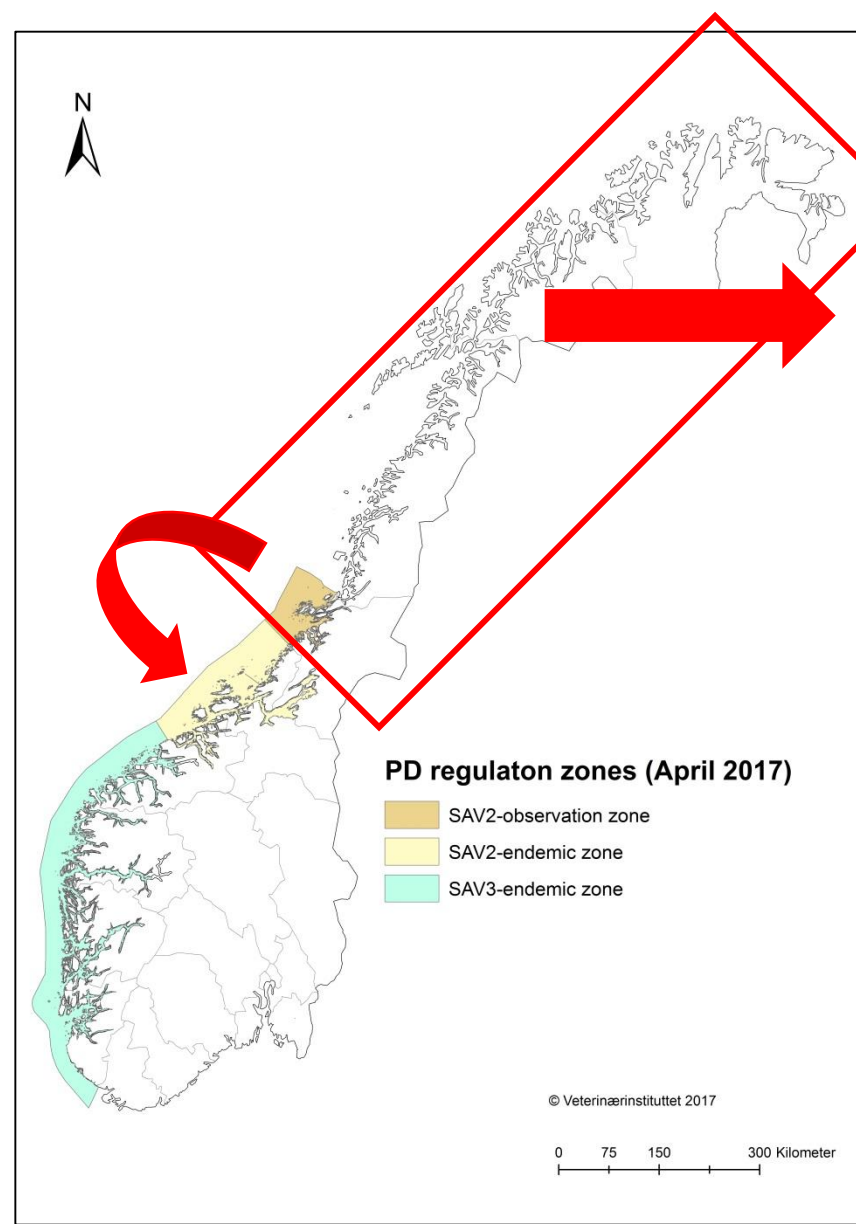 N
PD regulaton zones (April 2017)
SAV2-observation zone
SAV2-endemic zone
SAV3-endemic zone
© Veterinærinstituttet 2017
0 75 150 300 Kilometer